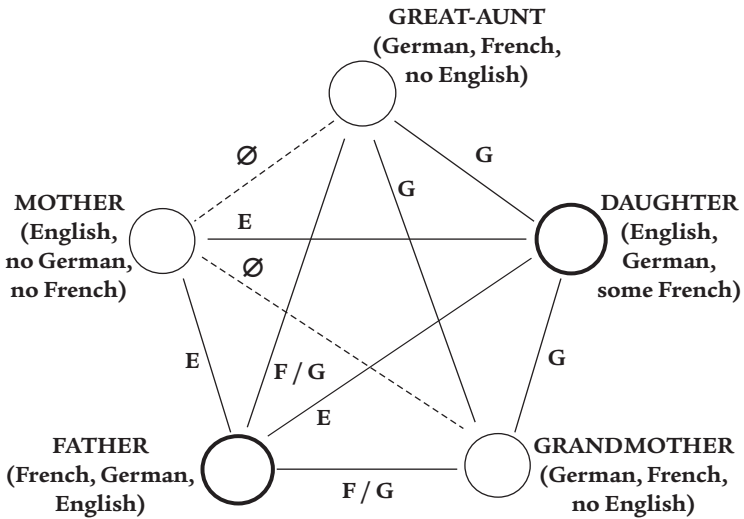 GREAT-AUNT
(German, French,
no English)
Ø
G
G
MOTHER
(English,
no German,
no French)
E
DAUGHTER
(English,
German,
some French)
Ø
E
F / G
G
E
FATHER
(French, German,
English)
F / G
GRANDMOTHER
(German, French,
no English)